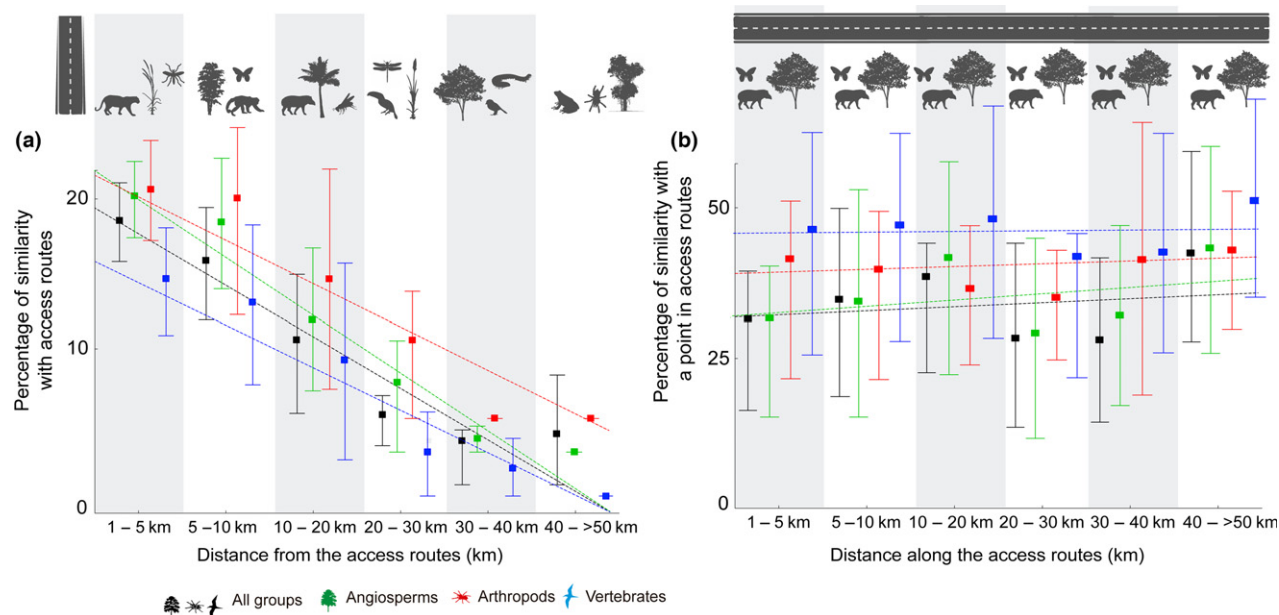 (a)
Percentage of similarity
with access routes
20
10
0
1 – 5 km
5 –10 km
10 – 20 km
20 – 30 km
30 – 40 km
40 – >50 km
Distance from the access routes (km)
(b)
Percentage of similarity with
a point in access routes
50
25
0
1 – 5 km
5 –10 km
10 – 20 km
20 – 30 km
30 – 40 km
40 – >50 km
Distance along the access routes (km)
All groups
Angiosperms
Arthropods
Vertebrates